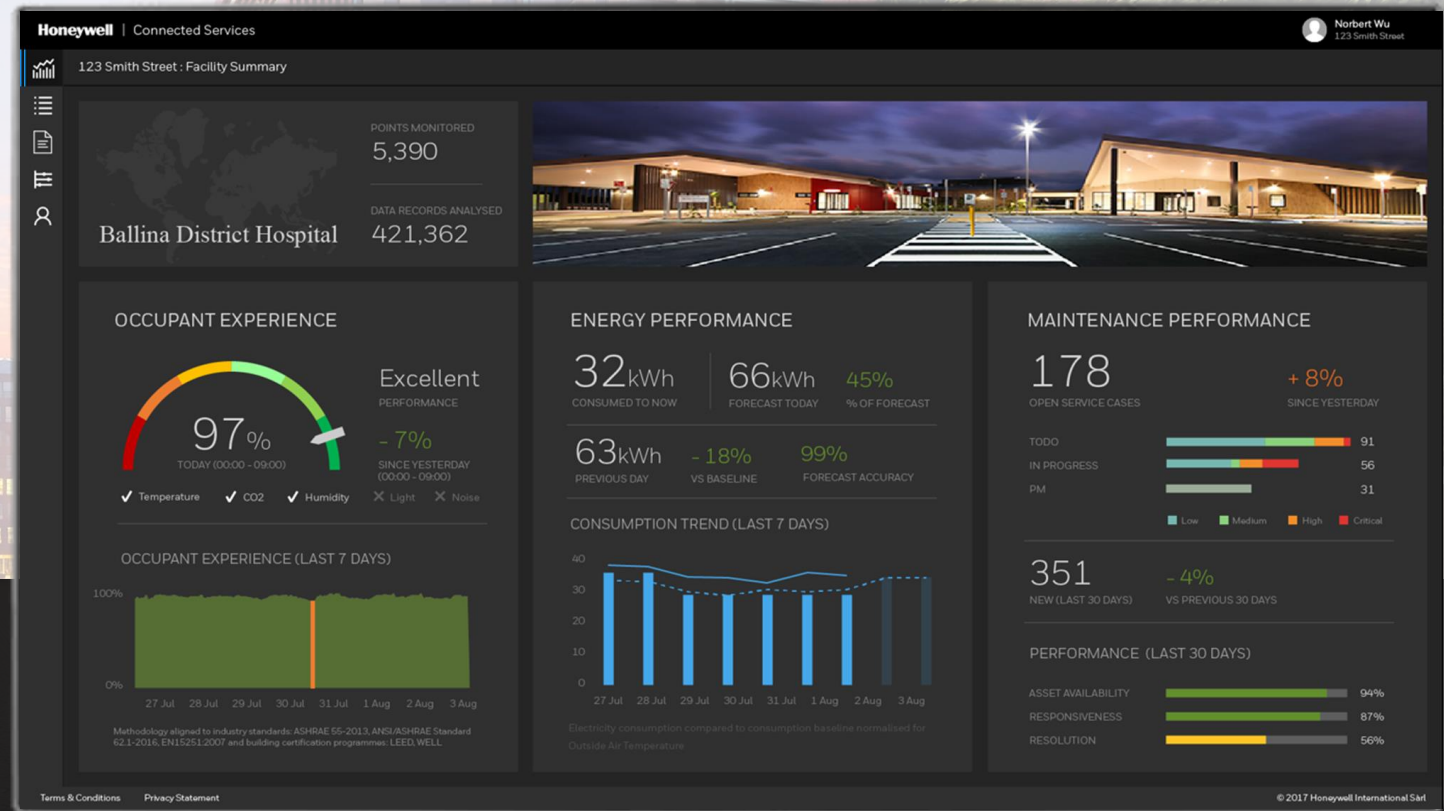 Honeywell | Connected Services
Norbert Wu
123 Smith Street
123 Smith Street : Facility Summary
POINTS MONITORED
5,390
DATA RECORDS ANALYSED
421,362
Ballina District Hospital
OCCUPANT EXPERIENCE
97%
TODAY (00:00 - 09:00)
Excellent
PERFORMANCE
- 7%
SINCE YESTERDAY
(00:00 - 09:00)
Temperature
CO2
Humidity
Light
Noise
OCCUPANT EXPERIENCE (LAST 7 DAYS)
100%
0%
27 Jul 28 Jul 29 Jul 30 Jul 31 Jul 1 Aug 2 Aug 3 Aug
Methodology aligned to industry standards: ASHRAE 55-2013, ANSI/ASHRAE Standard
62.1-2016, EN15251:2007 and building certification programmes: LEED, WELL
ENERGY PERFORMANCE
32kWh
CONSUMED TO NOW
66kWh
FORECAST TODAY
45%
% OF FORECAST
63kWh
PREVIOUS DAY
- 18%
VS BASELINE
99%
FORECAST ACCURACY
CONSUMPTION TREND (LAST 7 DAYS)
40
30
20
10
0
27 Jul 28 Jul 29 Jul 30 Jul 31 Jul 1 Aug 2 Aug 3 Aug
Electricity consumption compared to consumption baseline normalised for
Outside Air Temperature
MAINTENANCE PERFORMANCE
178
OPEN SERVICE CASES
+ 8%
SINCE YESTERDAY
TODO 91
IN PROGRESS 56
PM 31
Low Medium High Critical
351
NEW (LAST 30 DAYS)
- 4%
VS PREVIOUS 30 DAYS
PERFORMANCE (LAST 30 DAYS)
ASSET AVAILABILITY 94%
RESPONSIVENESS 87%
RESOLUTION 56%
Terms & Conditions Privacy Statement
© 2017 Honeywell International Sàrl